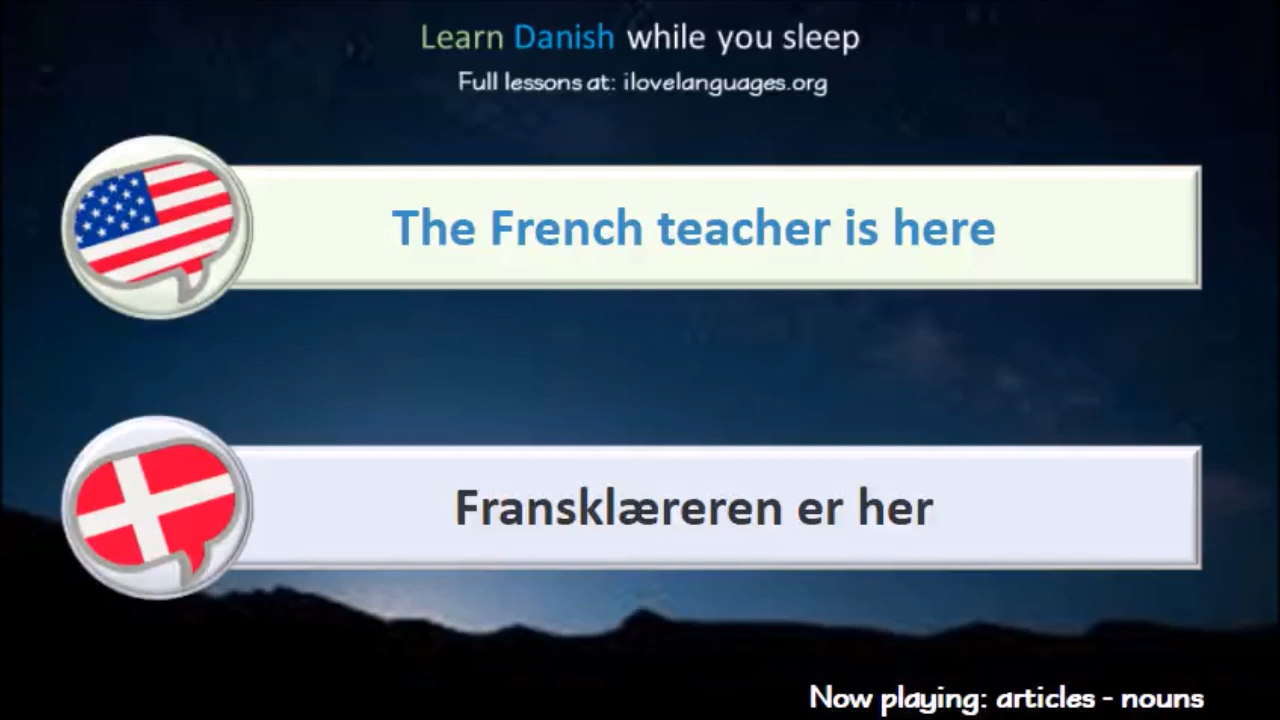 Learn Danish while you sleep
Full lessons at: ilovelanguages.org
The French teacher is here
Fransklæreren er her
Now playing: articles - nouns